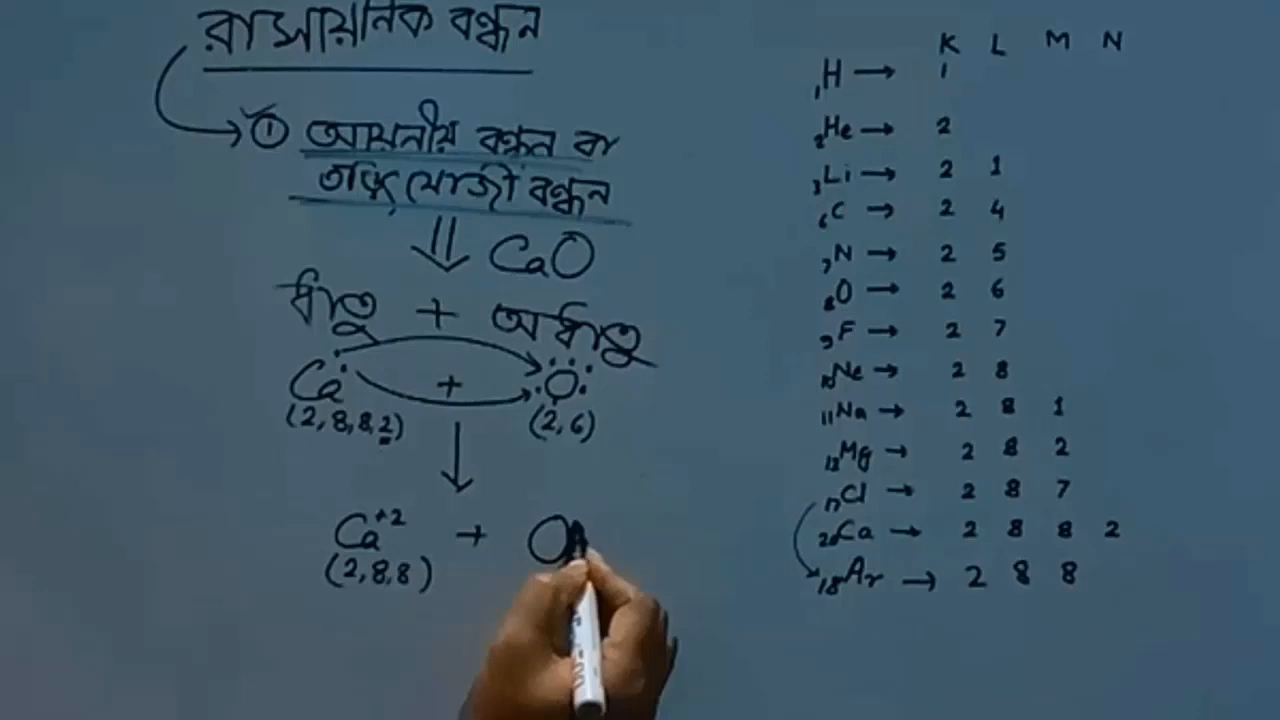 রাসায়নিক বন্ধন
① আয়নীয় বন্ধন বা
তড়িৎযোজী বন্ধন
CaO
ধাতু + অধাতু
Ca + O
(2,8,8,2) (2,6)
Ca+2 + O
(2,8,8)
K L M N
1H → 1
2He → 2
3Li → 2 1
6C → 2 4
7N → 2 5
8O → 2 6
9F → 2 7
10Ne → 2 8
11Na → 2 8 1
12Mg → 2 8 2
17Cl → 2 8 7
20Ca → 2 8 8 2
18Ar → 2 8 8